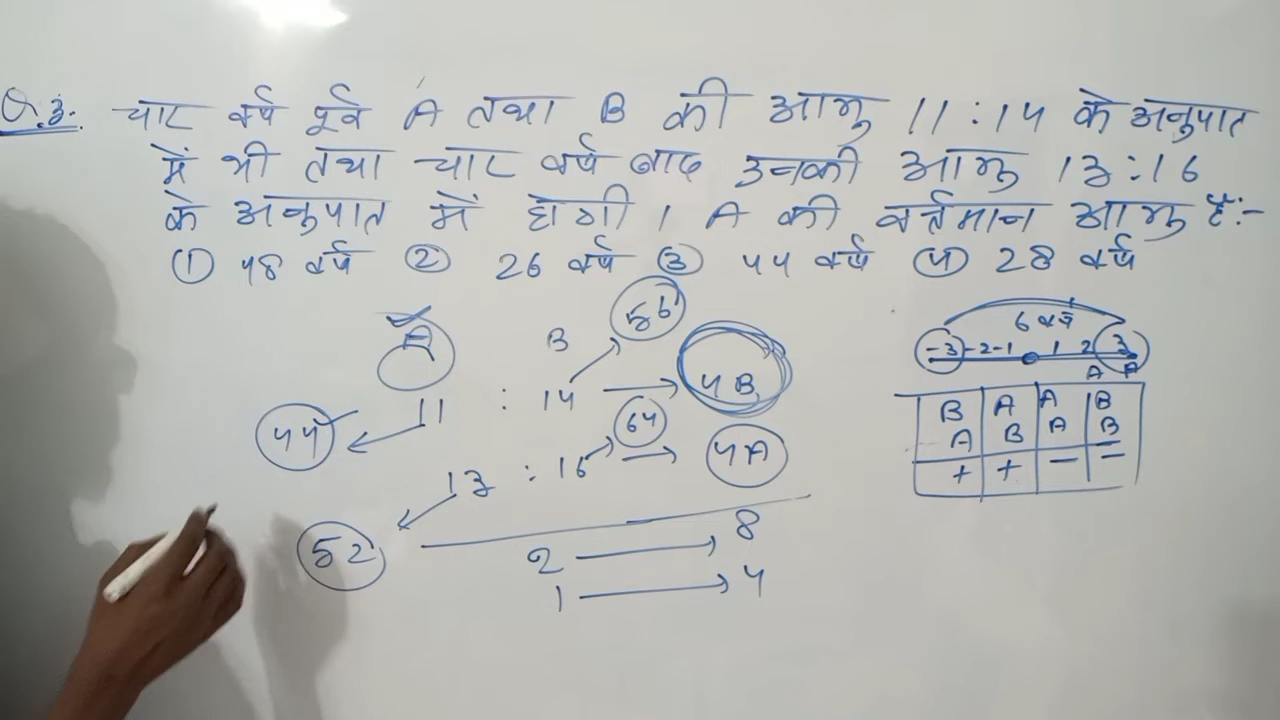 Q.3. चार वर्ष पूर्व A तथा B की आयु 11:14 के अनुपात
में थी तथा चार वर्ष बाद उनकी आयु 13:16
के अनुपात में होगी। A की वर्तमान आयु है:-
① 48 वर्ष ② 26 वर्ष ③ 44 वर्ष ④ 28 वर्ष
A B 56
11 : 14 → 4B
44
13 : 16 → 4A
64
52
2 → 8
1 → 4
6 वर्ष
-3 -2 -1 1 2 3
A A
B A A B
A B A B
+ + - -